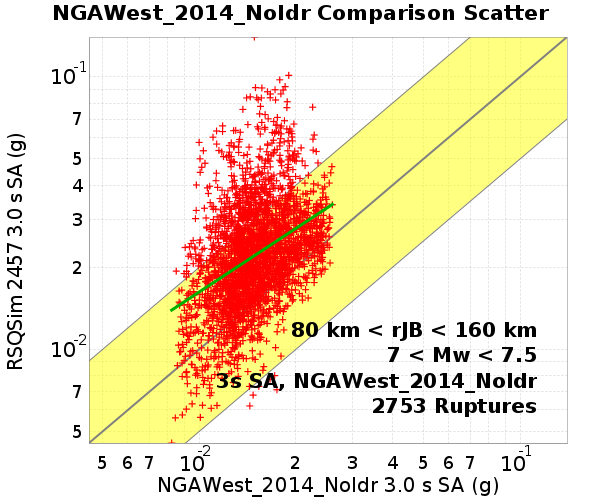 NGAWest_2014_NoIdr Comparison Scatter
RSQSim 2457 3.0 s SA (g)
10-1
7
5
4
3
2
10-2
7
5
80 km < rJB < 160 km
7 < Mw < 7.5
3s SA, NGAWest_2014_NoIdr
2753 Ruptures
5 6 7 10-2 2 3 4 5 6 7 10-1
NGAWest_2014_NoIdr 3.0 s SA (g)